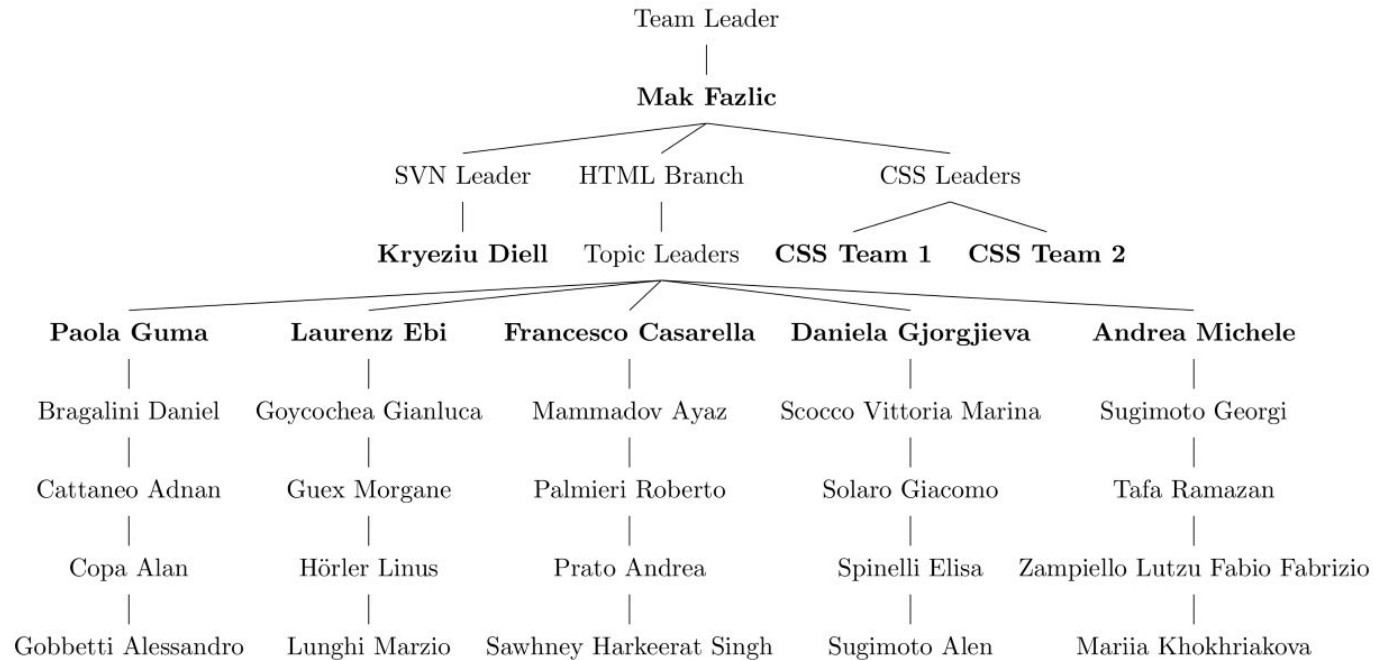 Team Leader
Mak Fazlic
SVN Leader HTML Branch CSS Leaders
Kryeziu Diell Topic Leaders CSS Team 1 CSS Team 2
Paola Guma Laurenz Ebi Francesco Casarella Daniela Gjorgjieva Andrea Michele
Bragalini Daniel Goycochea Gianluca Mammadov Ayaz Scocco Vittoria Marina Sugimoto Georgi
Cattaneo Adnan Guex Morgane Palmieri Roberto Solaro Giacomo Tafa Ramazan
Copa Alan Hörler Linus Prato Andrea Spinelli Elisa Zampiello Lutzu Fabio Fabrizio
Gobbetti Alessandro Lunghi Marzio Sawhney Harkeerat Singh Sugimoto Alen Mariia Khokhriakova